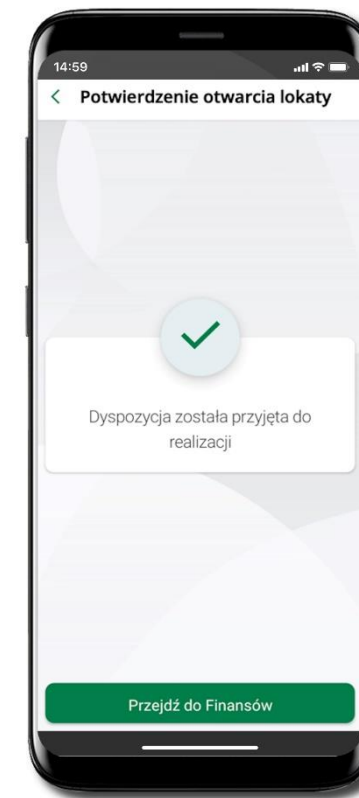 14:59
Potwierdzenie otwarcia lokaty
Dyspozycja została przyjęta do
realizacji
Przejdź do Finansów